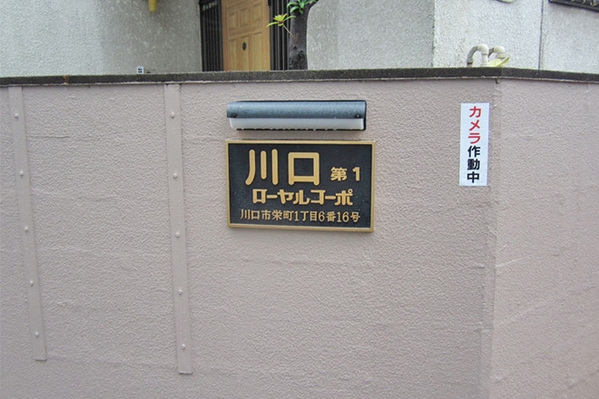 川口 第1
ローヤルコーポ
川口市栄町1丁目6番16号
カメラ作動中